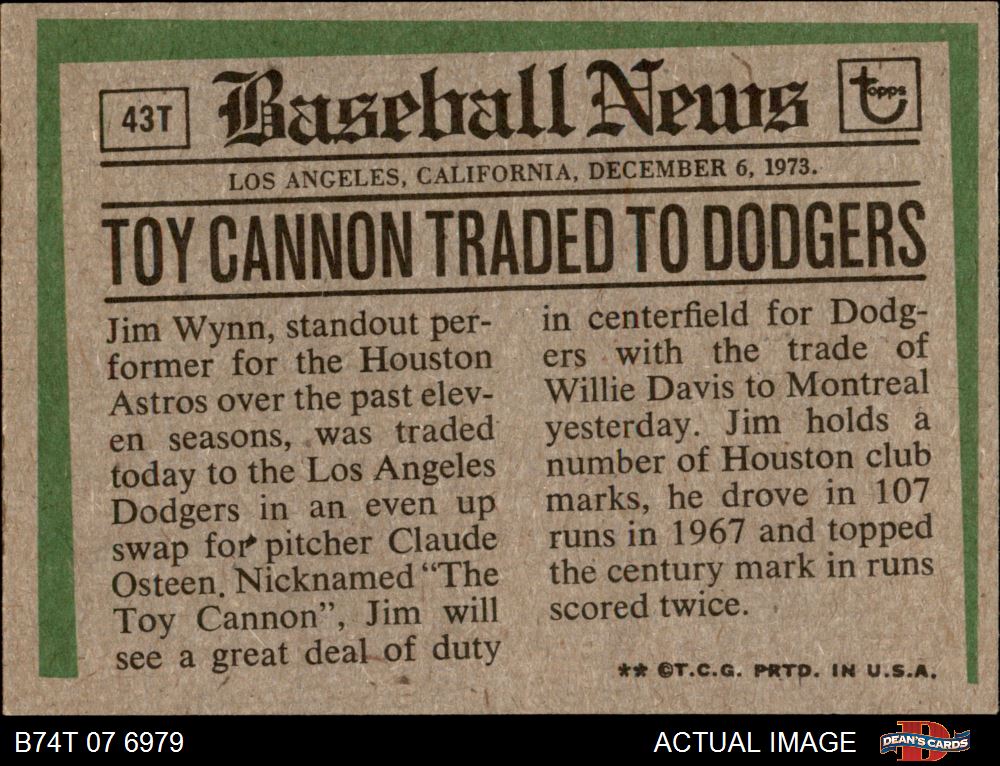 43T
Baseball News
topps
LOS ANGELES, CALIFORNIA, DECEMBER 6, 1973.
TOY CANNON TRADED TO DODGERS
Jim Wynn, standout per-
former for the Houston
Astros over the past elev-
en seasons, was traded
today to the Los Angeles
Dodgers in an even up
swap for pitcher Claude
Osteen. Nicknamed “The
Toy Cannon”, Jim will
see a great deal of duty
in centerfield for Dodg-
ers with the trade of
Willie Davis to Montreal
yesterday. Jim holds a
number of Houston club
marks, he drove in 107
runs in 1967 and topped
the century mark in runs
scored twice.
** ©T.C.G. PRTD. IN U.S.A.
B74T 07 6979
ACTUAL IMAGE
D
DEAN'S CARDS